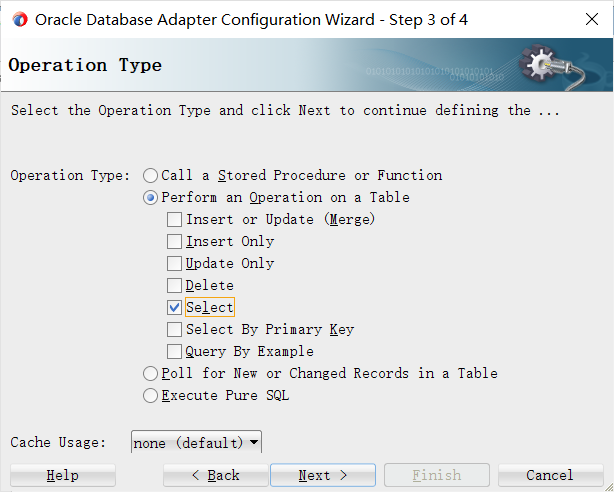 Oracle Database Adapter Configuration Wizard - Step 3 of 4
Operation Type
0101010101010101010101010101
01010101010
Select the Operation Type and click Next to continue defining the ...
Operation Type: Call a Stored Procedure or Function
Perform an Operation on a Table
Insert or Update (Merge)
Insert Only
Update Only
Delete
Select
Select By Primary Key
Query By Example
Poll for New or Changed Records in a Table
Execute Pure SQL
Cache Usage: none (default)
Help < Back Next > Finish Cancel